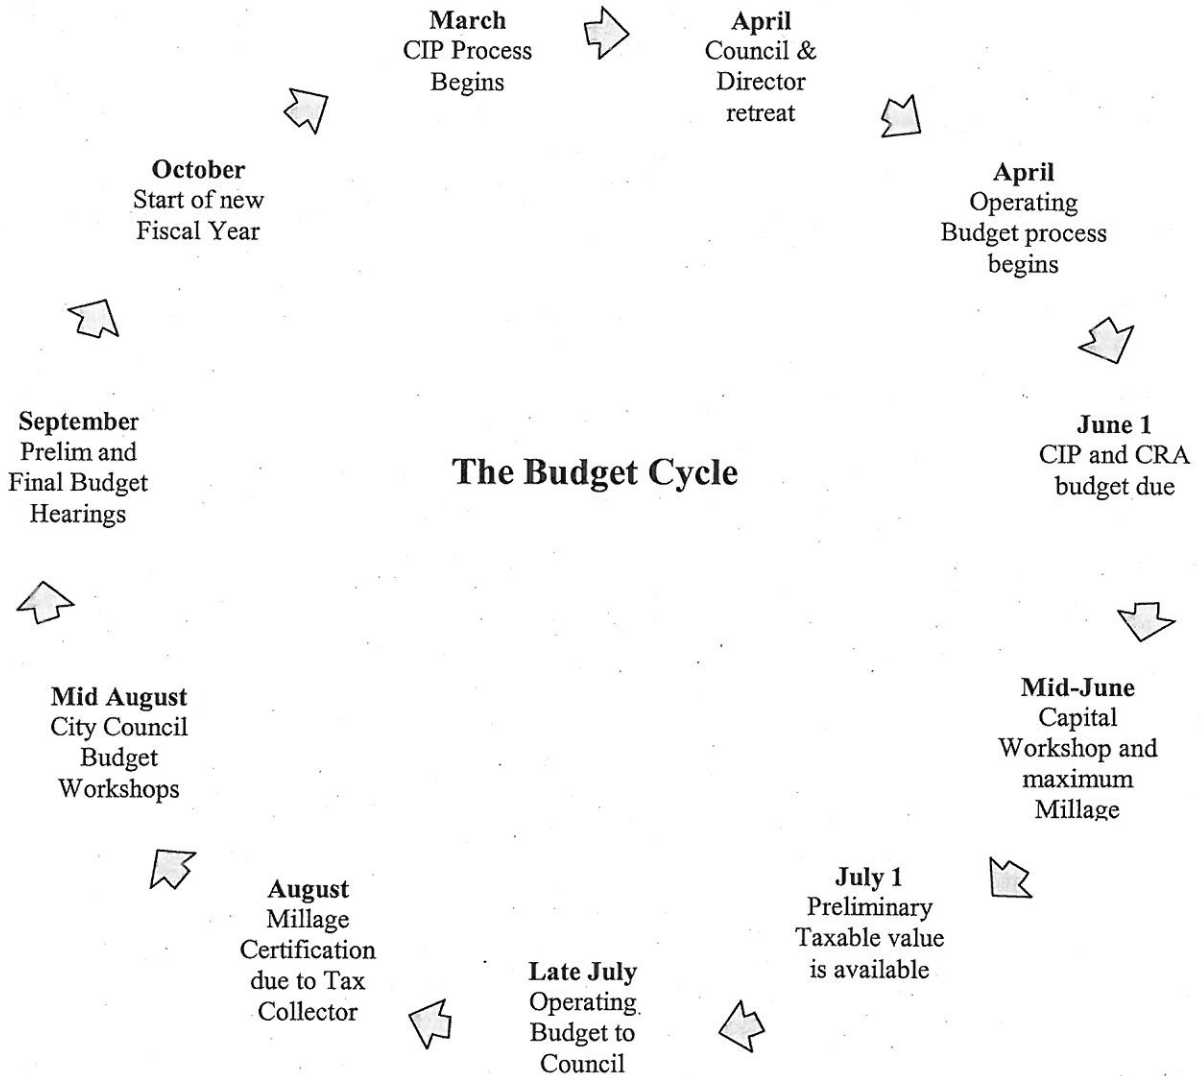 March
CIP Process
Begins
April
Council &
Director
retreat
April
Operating
Budget process
begins
June 1
CIP and CRA
budget due
Mid-June
Capital
Workshop and
maximum
Millage
July 1
Preliminary
Taxable value
is available
Late July
Operating
Budget to
Council
August
Millage
Certification
due to Tax
Collector
Mid August
City Council
Budget
Workshops
September
Prelim and
Final Budget
Hearings
October
Start of new
Fiscal Year
The Budget Cycle